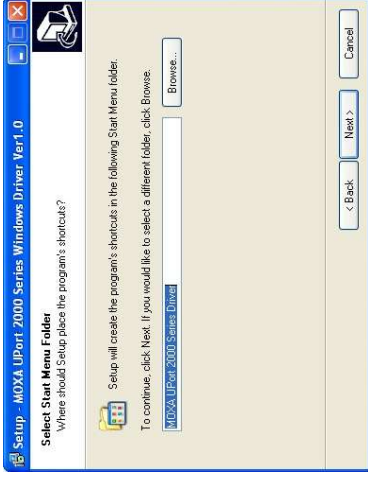 Setup - MOXA UPort 2000 Series Windows Driver Ver1.0
Select Start Menu Folder
Where should Setup place the program's shortcuts?
Setup will create the program's shortcuts in the following Start Menu folder.
To continue, click Next. If you would like to select a different folder, click Browse.
MOXA UPort 2000 Series Driver
Browse...
< Back
Next >
Cancel